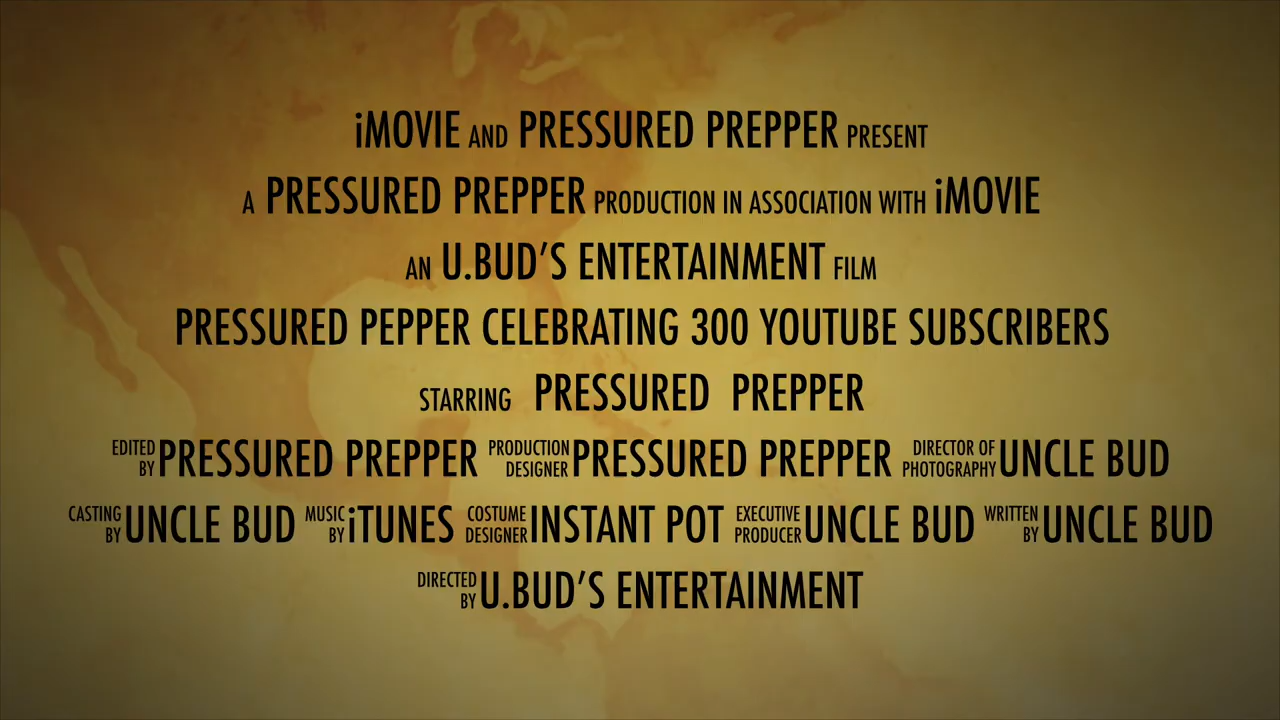 iMOVIE AND PRESSURED PREPPER PRESENT
A PRESSURED PREPPER PRODUCTION IN ASSOCIATION WITH iMOVIE
AN U.BUD'S ENTERTAINMENT FILM
PRESSURED PEPPER CELEBRATING 300 YOUTUBE SUBSCRIBERS
STARRING PRESSURED PREPPER
EDITED BY PRESSURED PREPPER PRODUCTION DESIGNER PRESSURED PREPPER DIRECTOR OF PHOTOGRAPHY UNCLE BUD
CASTING BY UNCLE BUD MUSIC BY iTUNES COSTUME DESIGNER INSTANT POT EXECUTIVE PRODUCER UNCLE BUD WRITTEN BY UNCLE BUD
DIRECTED BY U.BUD'S ENTERTAINMENT